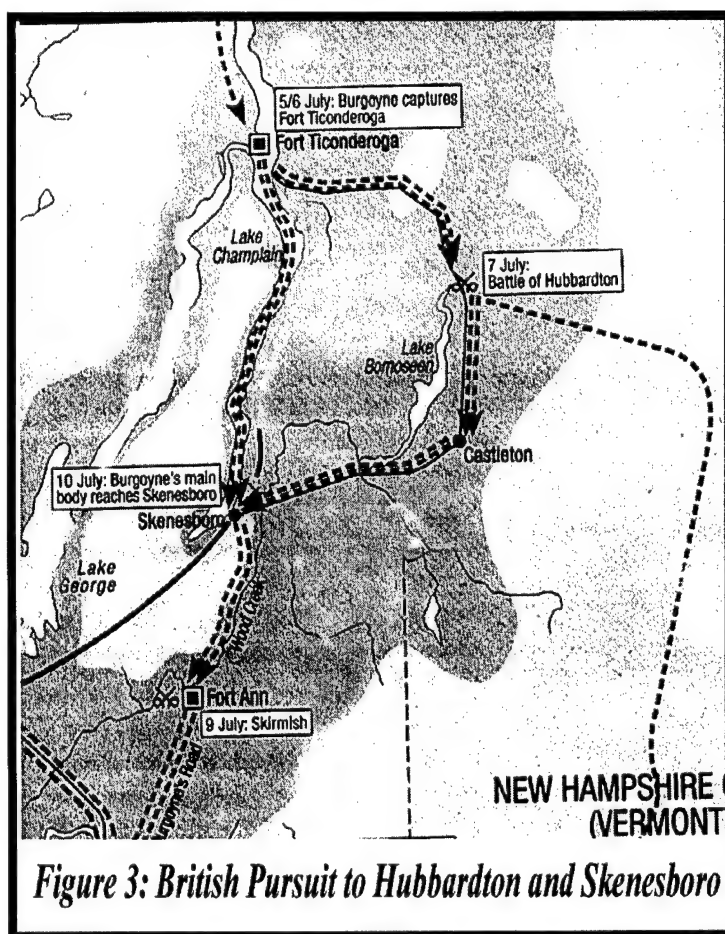 5/6 July: Burgoyne captures
Fort Ticonderoga
Fort Ticonderoga
Lake
Champlain
7 July:
Battle of Hubbardton
Lake
Bomoseen
Castleton
10 July: Burgoyne's main
body reaches Skenesboro
Skenesboro
Lake
George
Wood Creek
Fort Ann
9 July: Skirmish
Road
NEW HAMPSHIRE
(VERMONT
Figure 3: British Pursuit to Hubbardton and Skenesboro